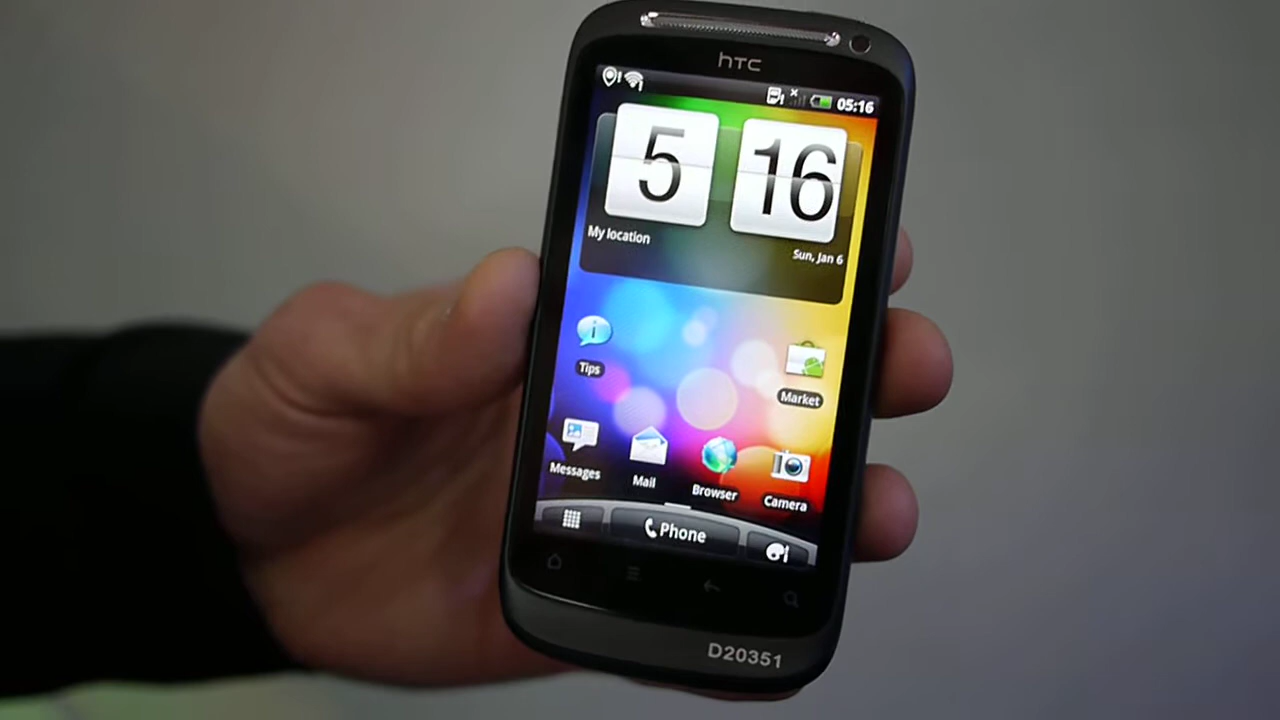 htc
05:16
5 16
My location
Sun, Jan 6
Tips
Market
Messages Mail Browser Camera
Phone
D20351